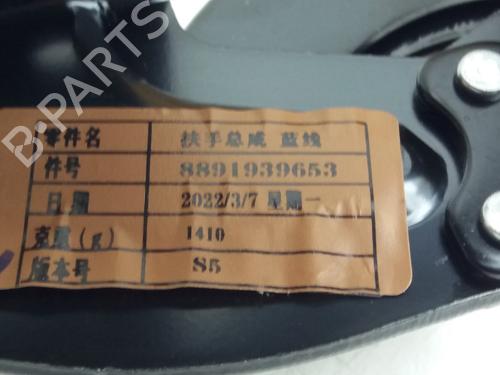 零件名 扶手总成 蓝线
件号 8891939653
日期 2022/3/7 星期一
克重(g) 1410
版本号 S5
B-PARTS